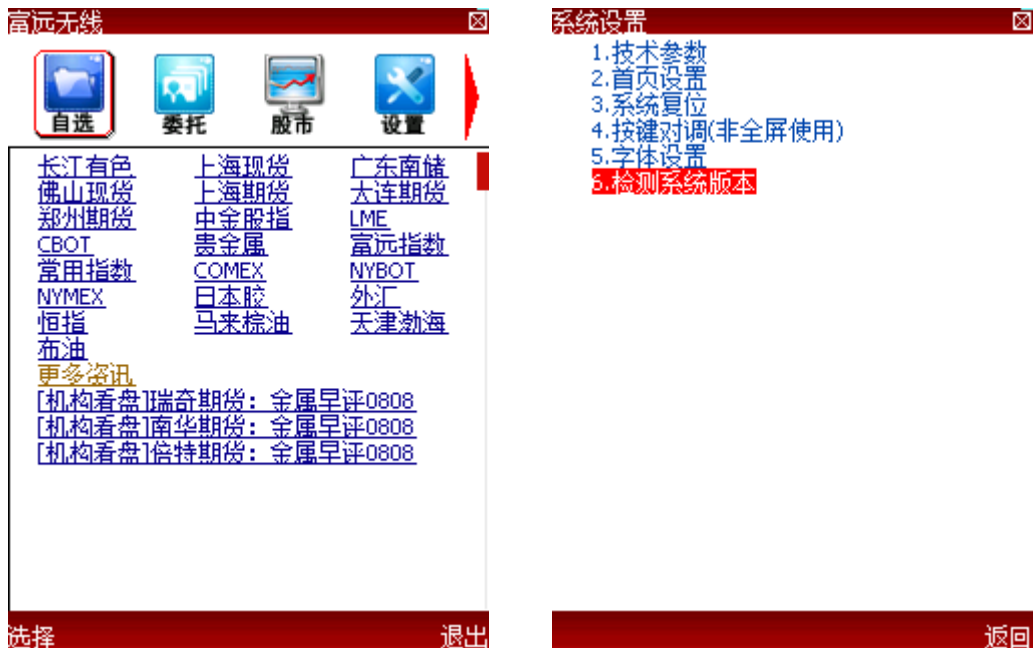 富远无线
自选 委托 股市 设置
长江有色 上海现货 广东南储
佛山现货 上海期货 大连期货
郑州期货 中金股指 LME
CBOT 贵金属 富远指数
常用指数 COMEX NYBOT
NYMEX 日本胶 外汇
恒指 马来棕油 天津渤海
布油
更多资讯
[机构看盘]瑞奇期货：金属早评0808
[机构看盘]南华期货：金属早评0808
[机构看盘]倍特期货：金属早评0808
选择 退出
系统设置
1.技术参数
2.首页设置
3.系统复位
4.按键对调(非全屏使用)
5.字体设置
6.检测系统版本
返回